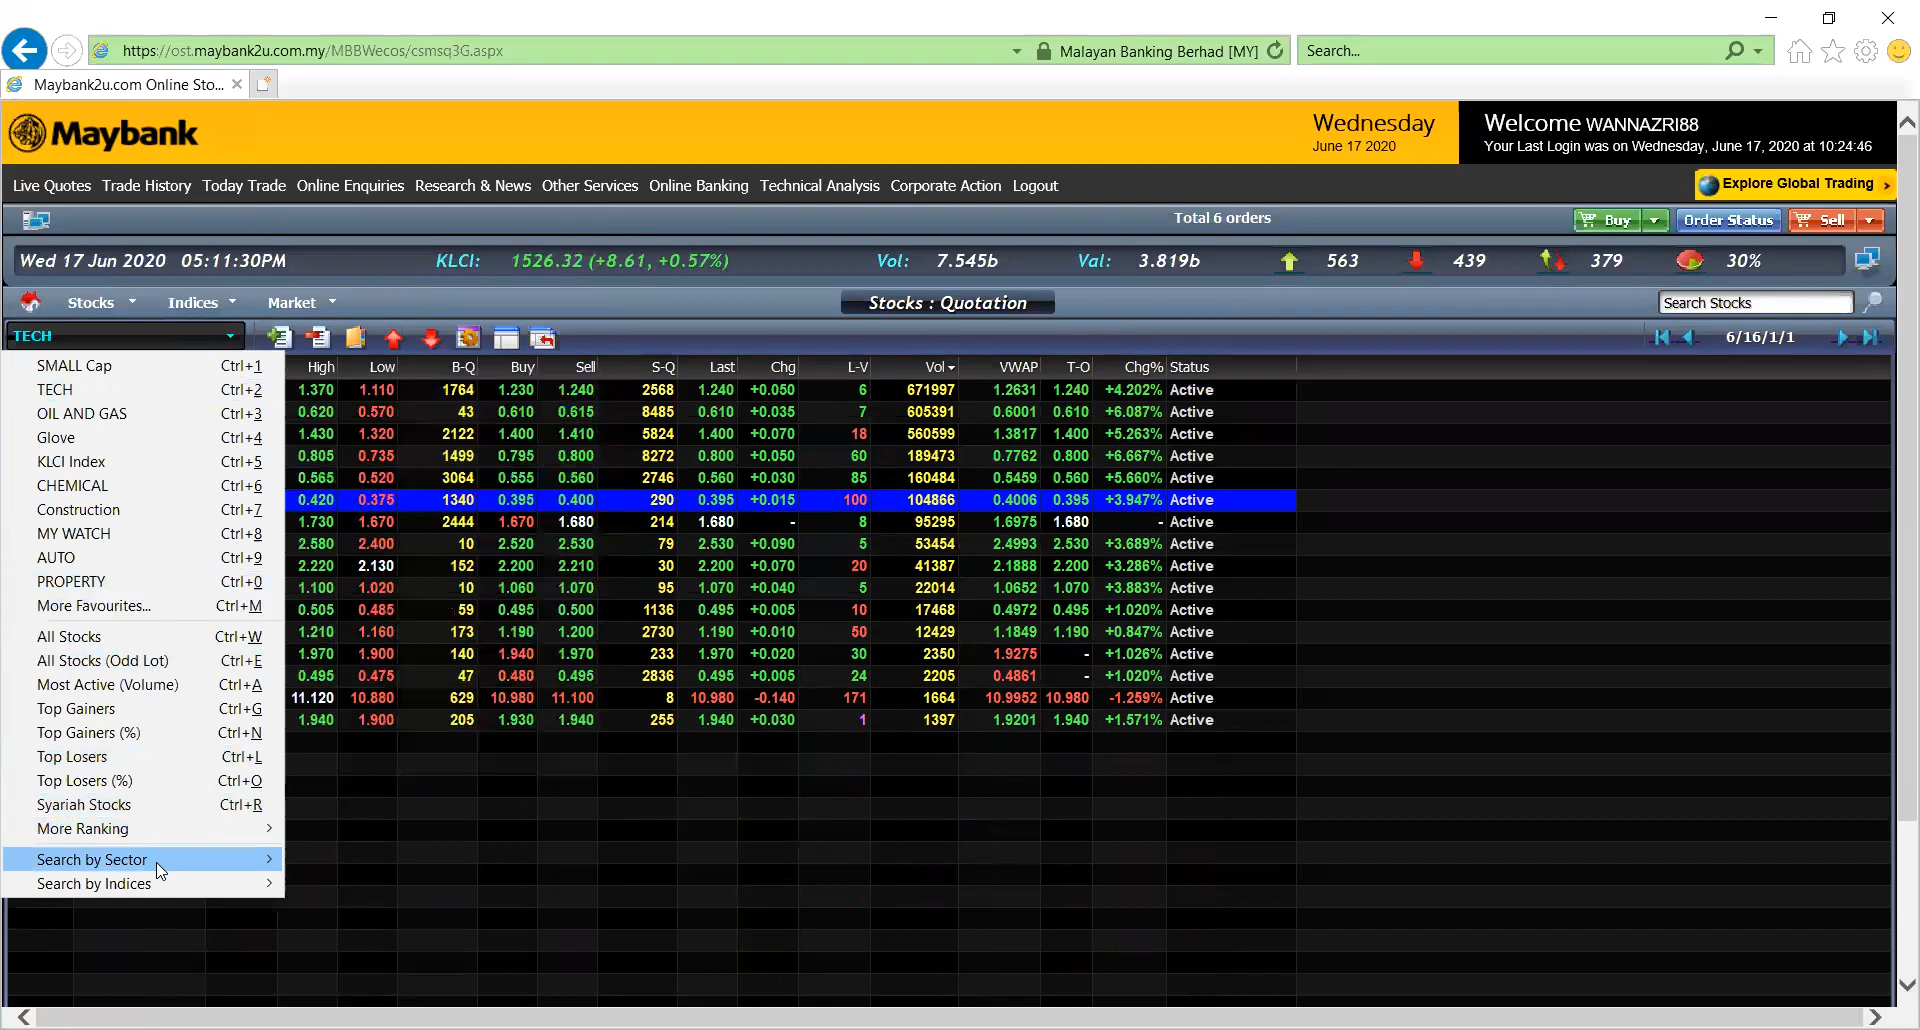 https://ost.maybank2u.com.my/MBBWecos/csmsq3G.aspx
Malayan Banking Berhad [MY]
Search...
Maybank2u.com Online Sto...
Maybank
Wednesday
June 17 2020
Welcome WANNAZRI88
Your Last Login was on Wednesday, June 17, 2020 at 10:24:46
Live Quotes Trade History Today Trade Online Enquiries Research & News Other Services Online Banking Technical Analysis Corporate Action Logout
Explore Global Trading >
Total 6 orders
Buy
Order Status
Sell
Wed 17 Jun 2020 05:11:30PM KLCI: 1526.32 (+8.61, +0.57%) Vol: 7.545b Val: 3.819b 563 439 379 30%
Stocks Indices Market
Stocks : Quotation
Search Stocks
TECH
6/16/1/1
SMALL Cap Ctrl+1
TECH Ctrl+2
OIL AND GAS Ctrl+3
Glove Ctrl+4
KLCI Index Ctrl+5
CHEMICAL Ctrl+6
Construction Ctrl+7
MY WATCH Ctrl+8
AUTO Ctrl+9
PROPERTY Ctrl+0
More Favourites... Ctrl+M
All Stocks Ctrl+W
All Stocks (Odd Lot) Ctrl+E
Most Active (Volume) Ctrl+A
Top Gainers Ctrl+G
Top Gainers (%) Ctrl+N
Top Losers Ctrl+L
Top Losers (%) Ctrl+O
Syariah Stocks Ctrl+R
More Ranking
Search by Sector
Search by Indices
High Low B-Q Buy Sell S-Q Last Chg L-V Vol VWAP T-O Chg% Status
1.370 1.110 1764 1.230 1.240 2568 1.240 +0.050 6 671997 1.2631 1.240 +4.202% Active
0.620 0.570 43 0.610 0.615 8485 0.610 +0.035 7 605391 0.6001 0.610 +6.087% Active
1.430 1.320 2122 1.400 1.410 5824 1.400 +0.070 18 560599 1.3817 1.400 +5.263% Active
0.805 0.735 1499 0.795 0.800 8272 0.800 +0.050 60 189473 0.7762 0.800 +6.667% Active
0.565 0.520 3064 0.555 0.560 2746 0.560 +0.030 85 160484 0.5459 0.560 +5.660% Active
0.420 0.375 1340 0.395 0.400 290 0.395 +0.015 100 104866 0.4006 0.395 +3.947% Active
1.730 1.670 2444 1.670 1.680 214 1.680 - 8 95295 1.6975 1.680 - Active
2.580 2.400 10 2.520 2.530 79 2.530 +0.090 5 53454 2.4993 2.530 +3.689% Active
2.220 2.130 152 2.200 2.210 30 2.200 +0.070 20 41387 2.1888 2.200 +3.286% Active
1.100 1.020 10 1.060 1.070 95 1.070 +0.040 5 22014 1.0652 1.070 +3.883% Active
0.505 0.485 59 0.495 0.500 1136 0.495 +0.005 10 17468 0.4972 0.495 +1.020% Active
1.210 1.160 173 1.190 1.200 2730 1.190 +0.010 50 12429 1.1849 1.190 +0.847% Active
1.970 1.900 140 1.940 1.970 233 1.970 +0.020 30 2350 1.9275 - +1.026% Active
0.495 0.475 47 0.480 0.495 2836 0.495 +0.005 24 2205 0.4861 - +1.020% Active
11.120 10.880 629 10.980 11.100 8 10.980 -0.140 171 1664 10.9952 10.980 -1.259% Active
1.940 1.900 205 1.930 1.940 255 1.940 +0.030 1 1397 1.9201 1.940 +1.571% Active